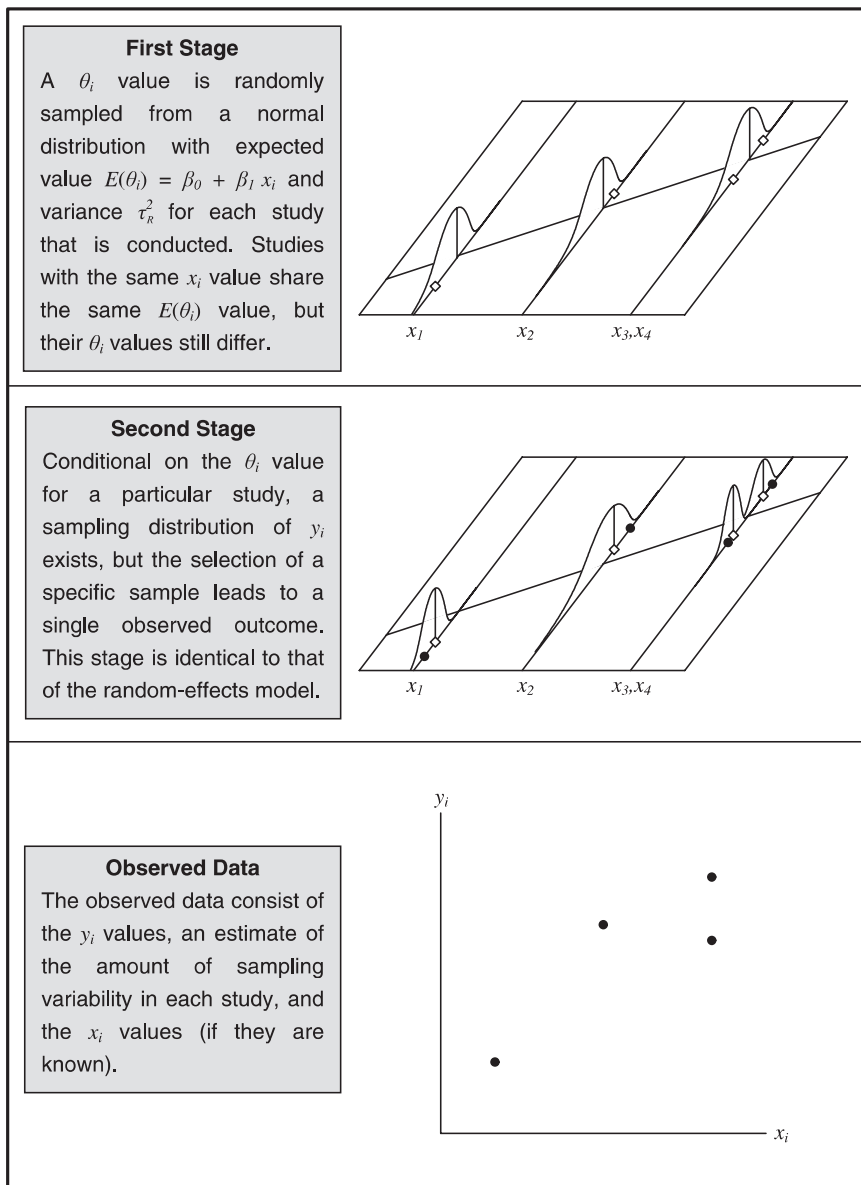 First Stage
A θi value is randomly
sampled from a normal
distribution with expected
value E(θi) = β0 + β1 xi and
variance τ²R for each study
that is conducted. Studies
with the same xi value share
the same E(θi) value, but
their θi values still differ.
x1 x2 x3,x4
Second Stage
Conditional on the θi value
for a particular study, a
sampling distribution of yi
exists, but the selection of a
specific sample leads to a
single observed outcome.
This stage is identical to that
of the random-effects model.
x1 x2 x3,x4
Observed Data
The observed data consist of
the yi values, an estimate of
the amount of sampling
variability in each study, and
the xi values (if they are
known).
yi
xi